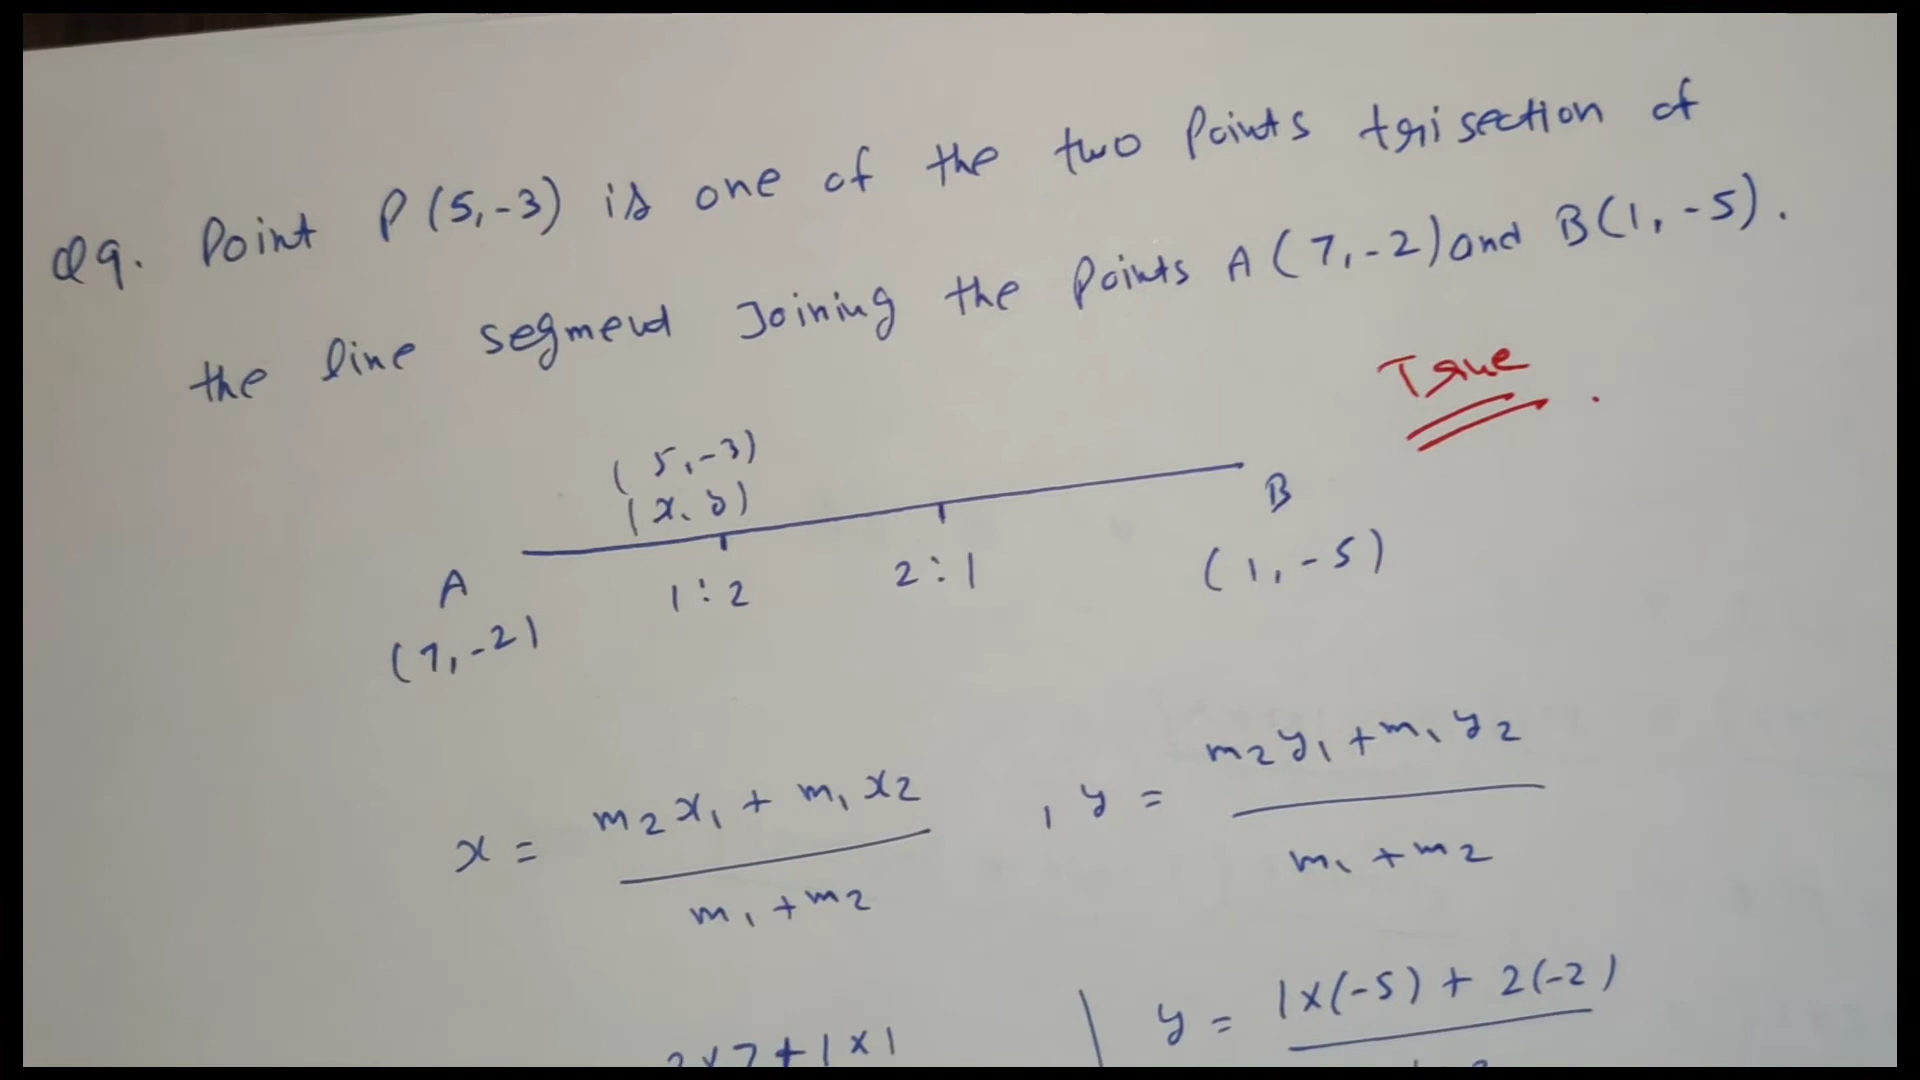 Q9. Point P(5,-3) is one of the two Points trisection of
the line segment Joining the Points A(7,-2) and B(1,-5).
True
(5,-3)
(x, y)
A
1:2
2:1
B
(7,-2)
(1,-5)
x = m2x1 + m1x2 / m1 + m2 , y = m2y1 + m1y2 / m1 + m2
2x7+1x1 | y = 1x(-5) + 2(-2)